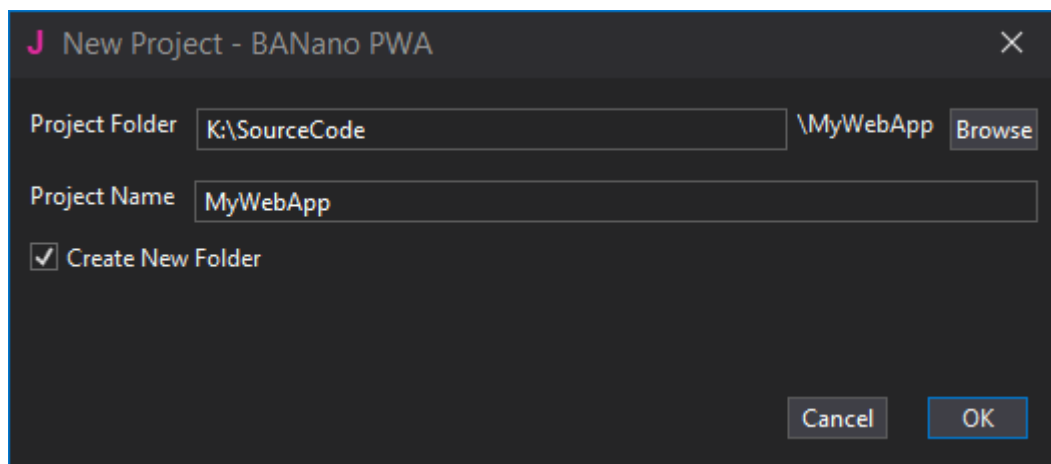 J New Project - BANano PWA
Project Folder K:\SourceCode \MyWebApp Browse
Project Name MyWebApp
Create New Folder
Cancel OK